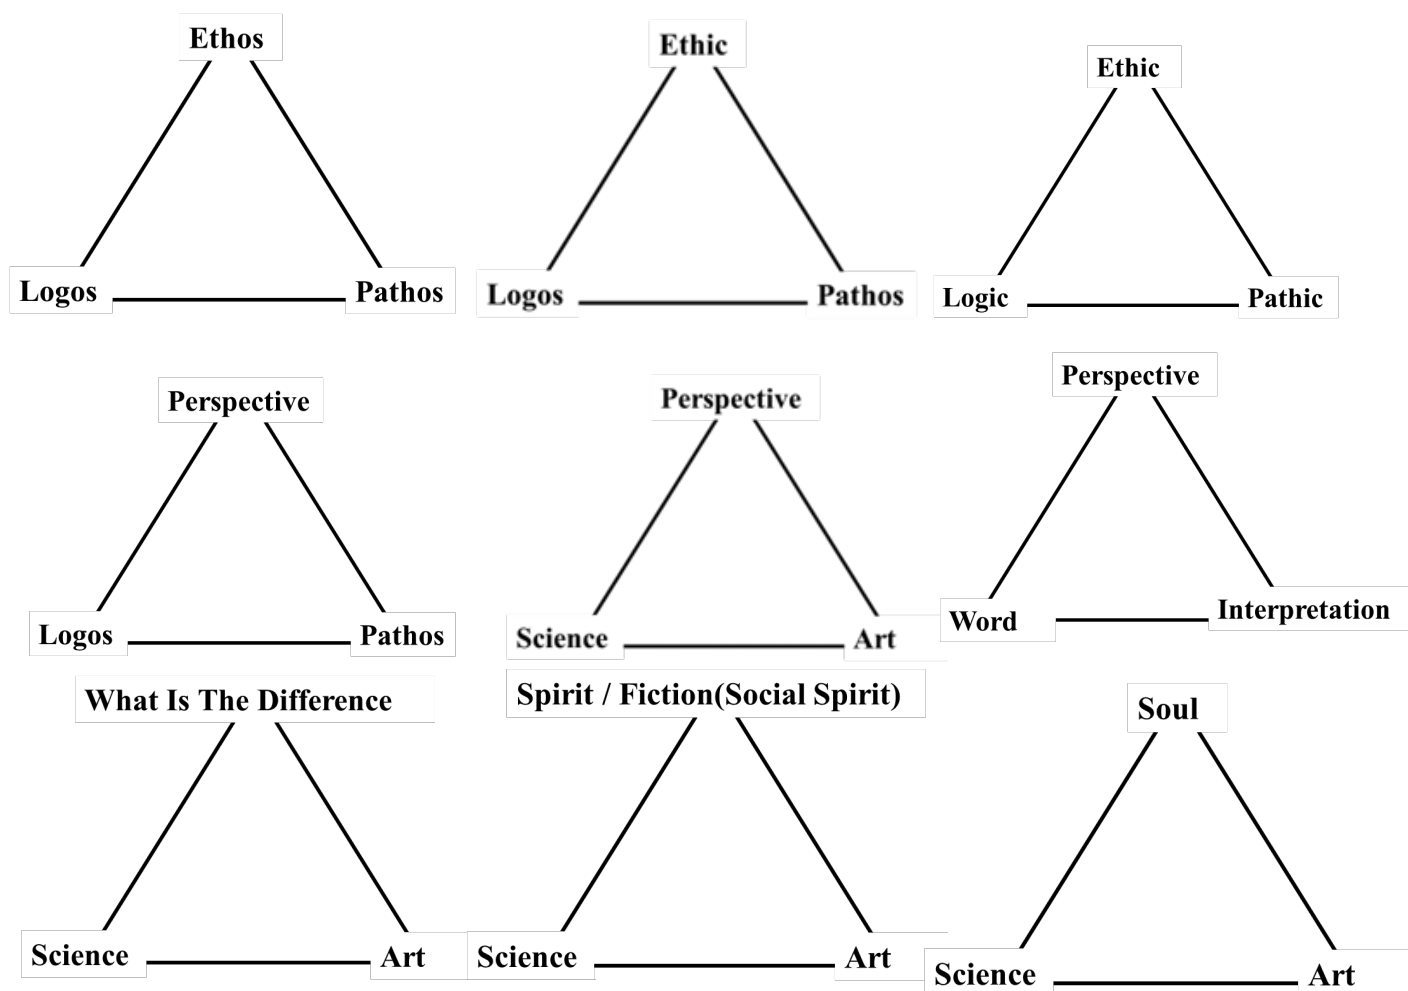 Ethos
Logos
Pathos
Ethic
Logos
Pathos
Ethic
Logic
Pathic
Perspective
Logos
Pathos
Perspective
Science
Art
Perspective
Word
Interpretation
What Is The Difference
Science
Art
Spirit / Fiction(Social Spirit)
Science
Art
Soul
Science
Art